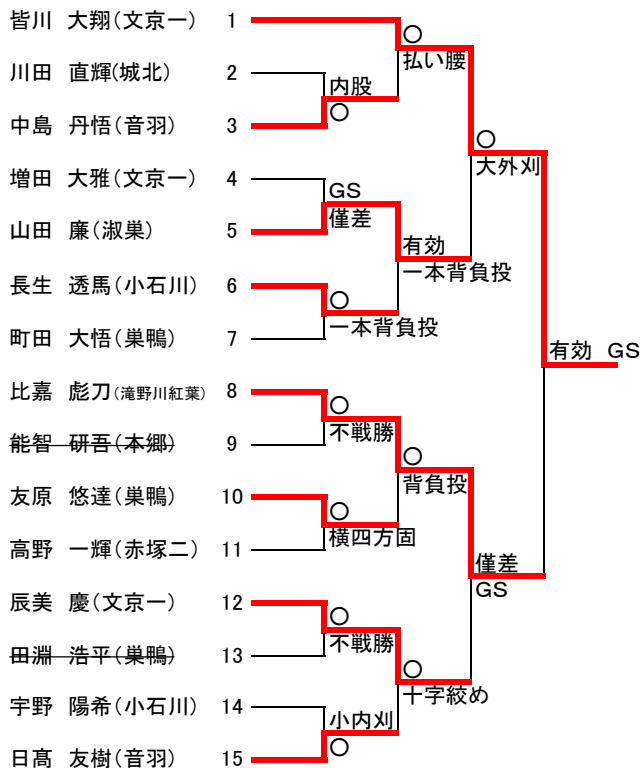 皆川 大翔(文京一) 1
川田 直輝(城北) 2
中島 丹悟(音羽) 3
増田 大雅(文京一) 4
山田 廉(淑巣) 5
長生 透馬(小石川) 6
町田 大悟(巣鴨) 7
比嘉 彪刀(滝野川紅葉) 8
能智 研吾(本郷) 9
友原 悠達(巣鴨) 10
高野 一輝(赤塚二) 11
辰美 慶(文京一) 12
田淵 浩平(巣鴨) 13
宇野 陽希(小石川) 14
日髙 友樹(音羽) 15
内股
○
GS
僅差
○
一本背負投
○
不戦勝
○
横四方固
○
不戦勝
小内刈
○
○
払い腰
有効
一本背負投
○
背負投
○
十字絞め
○
大外刈
僅差
GS
有効 GS